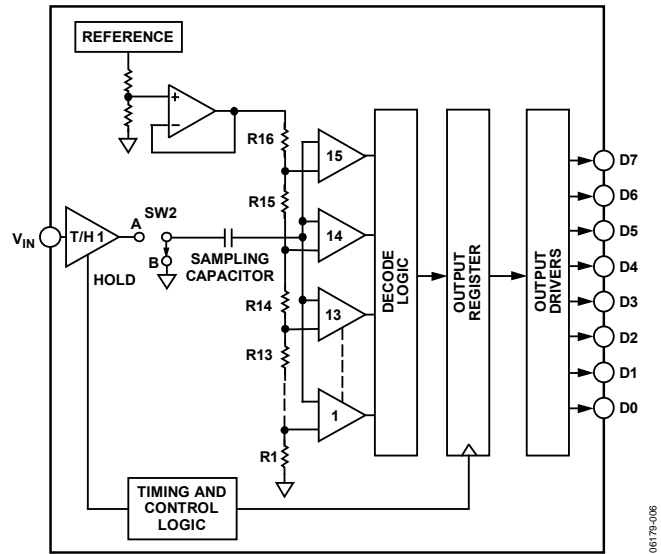 REFERENCE
+
–
R16
15
D7
R15
D6
A
SW2
VIN
T/H 1
14
D5
B
SAMPLING
CAPACITOR
DECODE
LOGIC
OUTPUT
REGISTER
OUTPUT
DRIVERS
D4
HOLD
R14
13
D3
R13
D2
D1
1
D0
R1
TIMING AND
CONTROL
LOGIC
06179-006